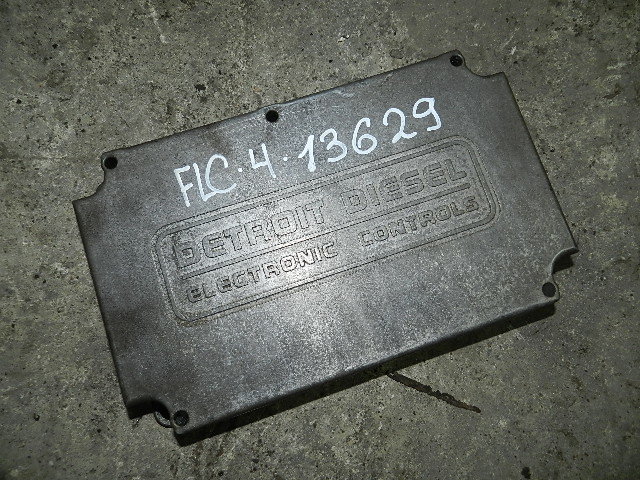 FLC.4.13629
DETROIT DIESEL
ELECTRONIC CONTROLS